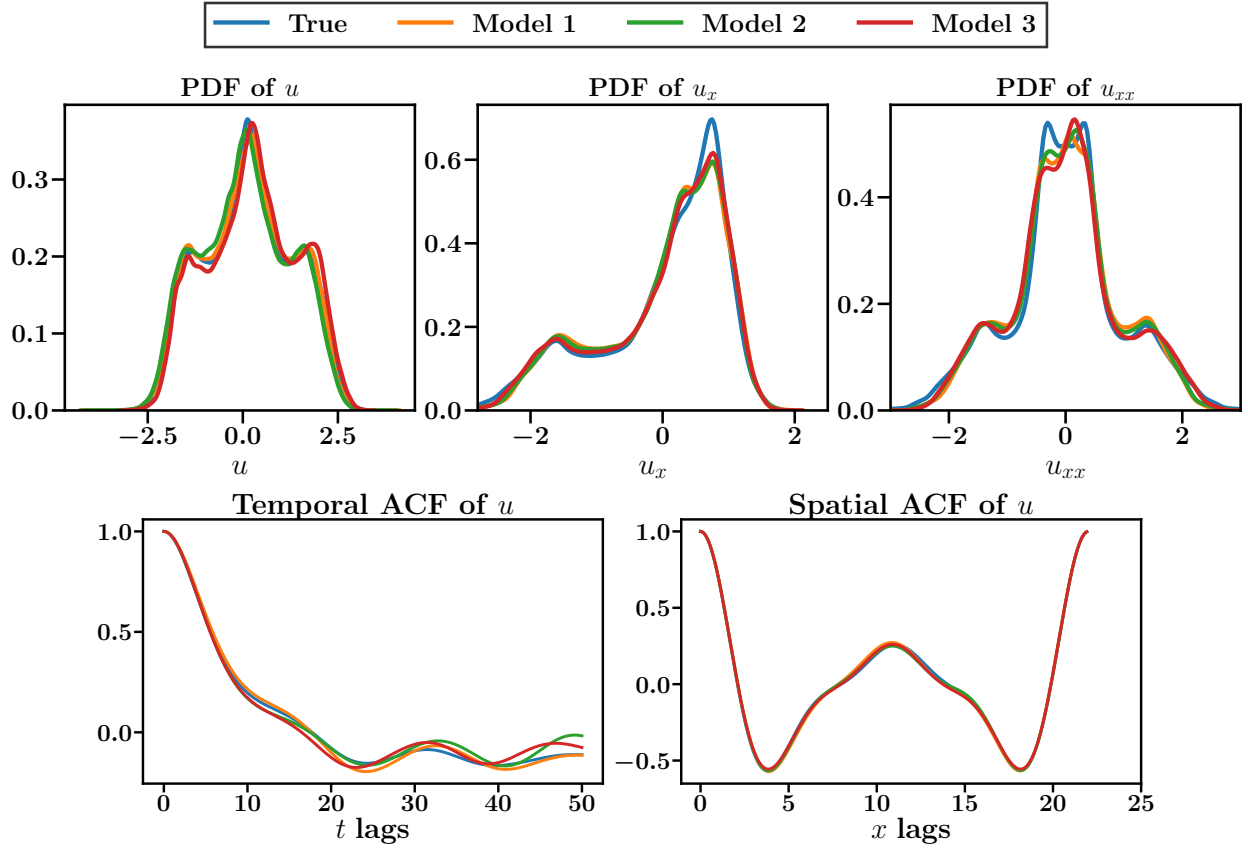 True Model 1 Model 2 Model 3
PDF of u
PDF of u_x
PDF of u_{xx}
0.3
0.2
0.1
0.0
−2.5 0.0 2.5
u
0.6
0.4
0.2
0.0
−2 0 2
u_x
0.4
0.2
0.0
−2 0 2
u_{xx}
Temporal ACF of u
1.0
0.5
0.0
0 10 20 30 40 50
t lags
Spatial ACF of u
1.0
0.5
0.0
−0.5
0 5 10 15 20 25
x lags